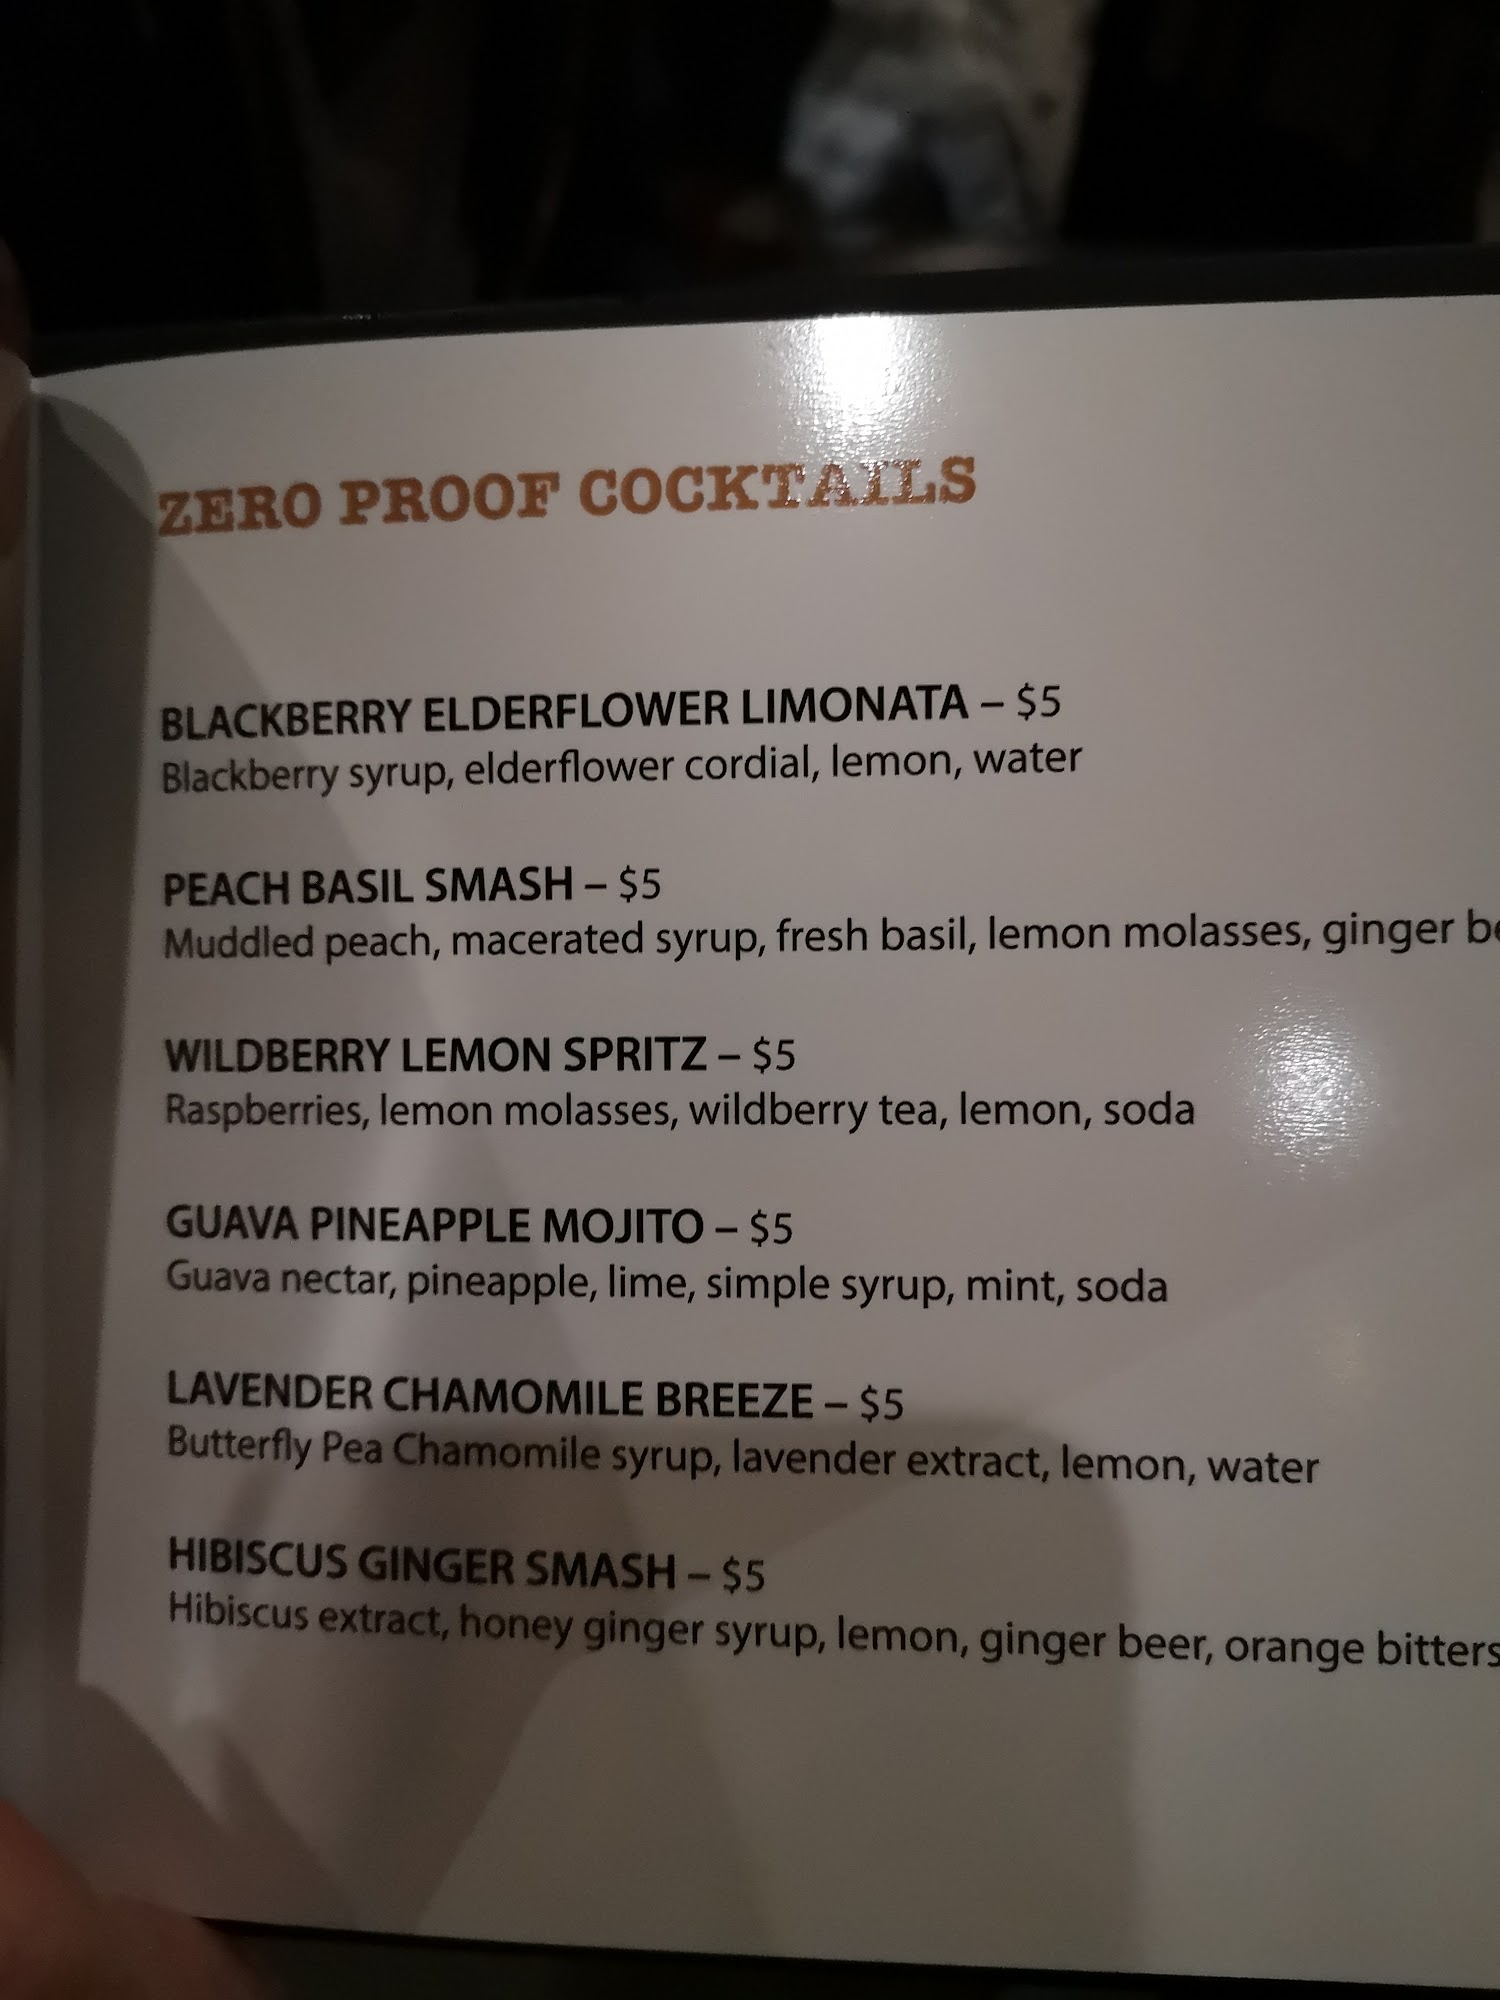 ZERO PROOF COCKTAILS
BLACKBERRY ELDERFLOWER LIMONATA – $5
Blackberry syrup, elderflower cordial, lemon, water
PEACH BASIL SMASH – $5
Muddled peach, macerated syrup, fresh basil, lemon molasses, ginger
WILDBERRY LEMON SPRITZ – $5
Raspberries, lemon molasses, wildberry tea, lemon, soda
GUAVA PINEAPPLE MOJITO – $5
Guava nectar, pineapple, lime, simple syrup, mint, soda
LAVENDER CHAMOMILE BREEZE – $5
Butterfly Pea Chamomile syrup, lavender extract, lemon, water
HIBISCUS GINGER SMASH – $5
Hibiscus extract, honey ginger syrup, lemon, ginger beer, orange bitters